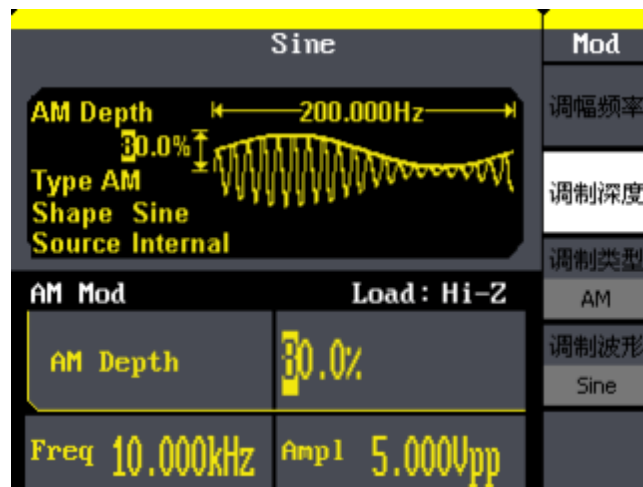 Sine
Mod
AM Depth
200.000Hz
80.0%
Type AM
Shape Sine
Source Internal
调幅频率
调制深度
调制类型
AM
调制波形
Sine
AM Mod
Load: Hi-Z
AM Depth
80.0%
Freq 10.000kHz
Ampl 5.000Vpp